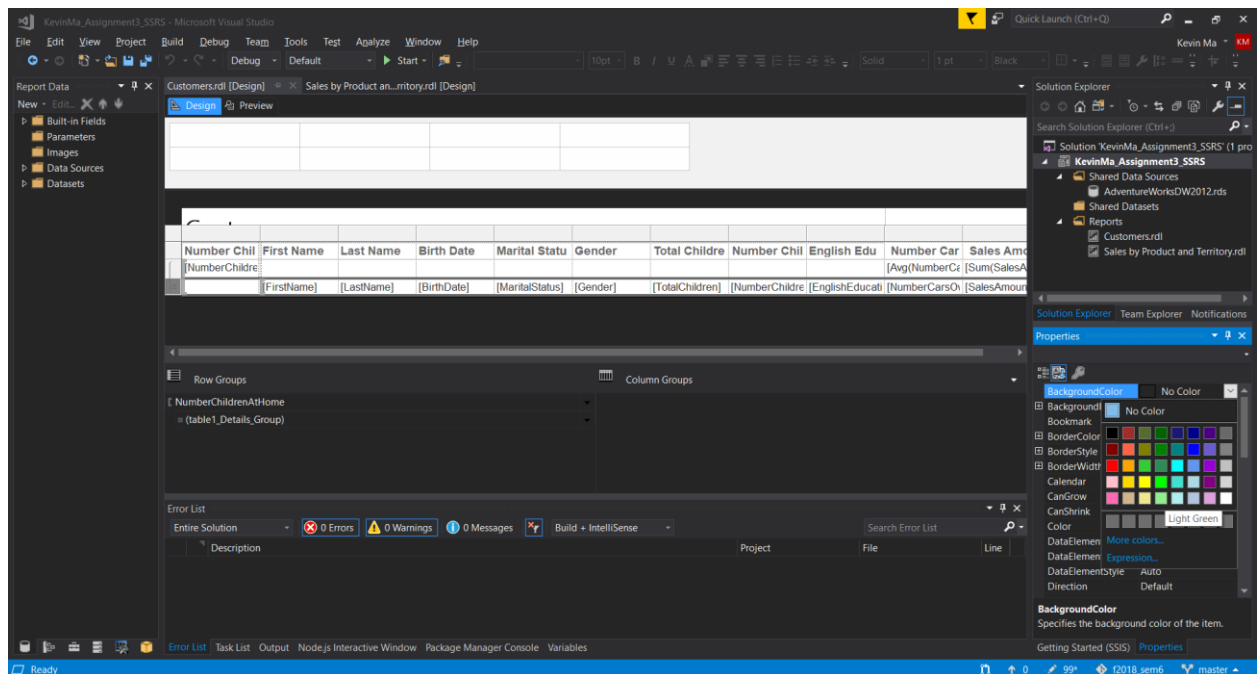 KevinMa_Assignment3_SSRS - Microsoft Visual Studio
Quick Launch (Ctrl+Q)
File Edit View Project Build Debug Team Tools Test Analyze Window Help
Kevin Ma KM
Debug Default Start 10pt B I U A Solid 1 pt Black
Report Data
New Edit...
Built-in Fields
Parameters
Images
Data Sources
Datasets
Customers.rdl [Design] Sales by Product an...rritory.rdl [Design]
Design Preview
Number Chil First Name Last Name Birth Date Marital Statu Gender Total Childre Number Chil English Edu Number Car Sales Amo
[NumberChildre [Avg(NumberCa [Sum(SalesA
[FirstName] [LastName] [BirthDate] [MaritalStatus] [Gender] [TotalChildren] [NumberChildre [EnglishEducati [NumberCarsOv [SalesAmoun
Row Groups
Column Groups
NumberChildrenAtHome
(table1_Details_Group)
Error List
Entire Solution 0 Errors 0 Warnings 0 Messages Build + IntelliSense Search Error List
Description Project File Line
Error List Task List Output Node.js Interactive Window Package Manager Console Variables
Solution Explorer
Search Solution Explorer (Ctrl+;)
Solution 'KevinMa_Assignment3_SSRS' (1 pro
KevinMa_Assignment3_SSRS
Shared Data Sources
AdventureWorksDW2012.rds
Shared Datasets
Reports
Customers.rdl
Sales by Product and Territory.rdl
Solution Explorer Team Explorer Notifications
Properties
BackgroundColor No Color
BackgroundI No Color
Bookmark
BorderColor
BorderStyle
BorderWidth
Calendar
CanGrow
CanShrink
Light Green
Color
DataElemen More colors...
DataElemen Expression...
DataElementStyle Auto
Direction Default
BackgroundColor
Specifies the background color of the item.
Getting Started (SSIS) Properties
Ready
0 99+ f2018_sem6 master